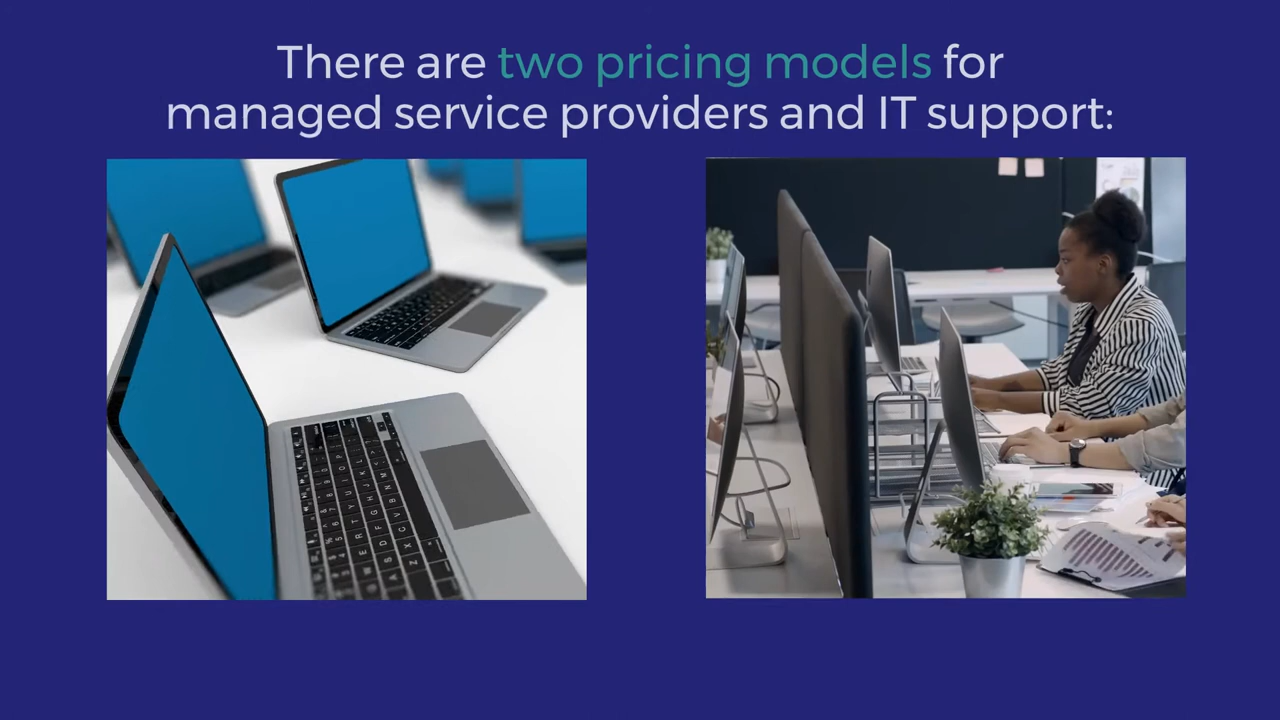 There are two pricing models for
managed service providers and IT support: